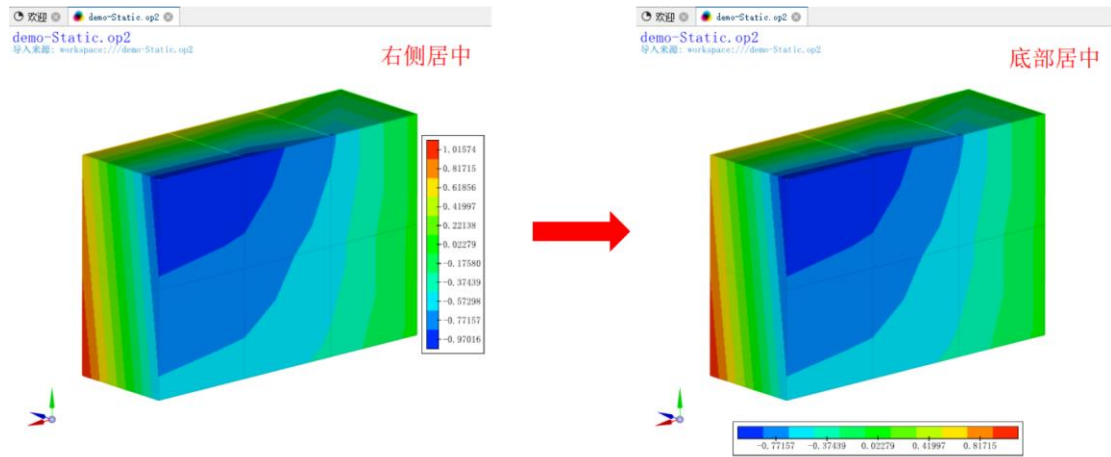 欢迎 demo-Static.op2
demo-Static.op2
导入来源: workspace:///demo-Static.op2
右侧居中
1.01574
0.81715
0.61856
0.41997
0.22138
0.02279
-0.17580
-0.37439
-0.57298
-0.77157
-0.97016
欢迎 demo-Static.op2
demo-Static.op2
导入来源: workspace:///demo-Static.op2
底部居中
-0.77157 -0.37439 0.02279 0.41997 0.81715